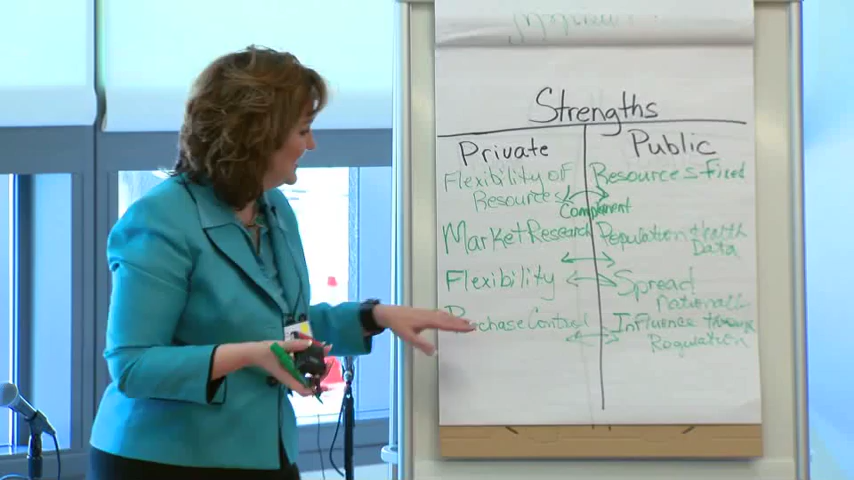 Strengths
Private Public
Flexibility of Resources Fixed
Resources
Complement
Market Research Population Health
Data
Flexibility Spread
nationall
Purchase Control Influence through
Regulation